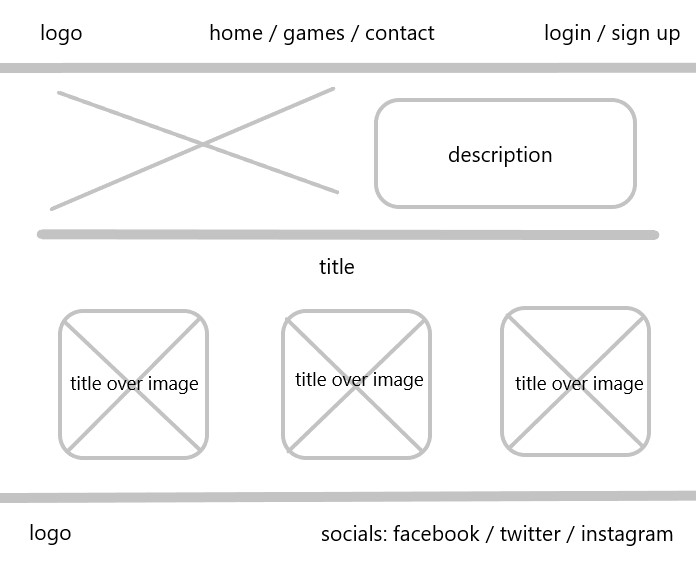 logo home / games / contact login / sign up
description
title
title over image title over image title over image
logo socials: facebook / twitter / instagram